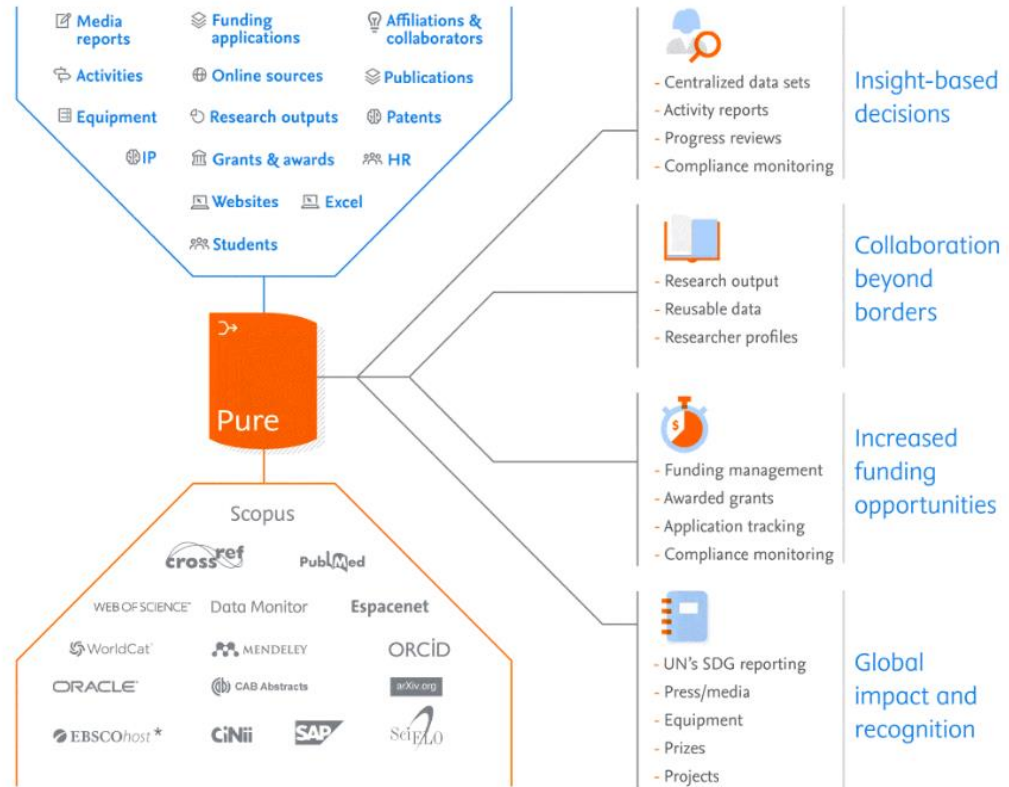 Media
reports
Funding
applications
Affiliations &
collaborators
Activities
Online sources
Publications
Equipment
Research outputs
Patents
IP
Grants & awards
HR
Websites
Excel
Students
Pure
Scopus
crossref
PubMed
WEB OF SCIENCE™
Data Monitor
Espacenet
WorldCat®
MENDELEY
ORCID
ORACLE®
CAB Abstracts
arXiv.org
EBSCOhost*
CiNii
SAP
SciELO
- Centralized data sets
- Activity reports
- Progress reviews
- Compliance monitoring
Insight-based
decisions
- Research output
- Reusable data
- Researcher profiles
Collaboration
beyond
borders
$
- Funding management
- Awarded grants
- Application tracking
- Compliance monitoring
Increased
funding
opportunities
- UN's SDG reporting
- Press/media
- Equipment
- Prizes
- Projects
Global
impact and
recognition